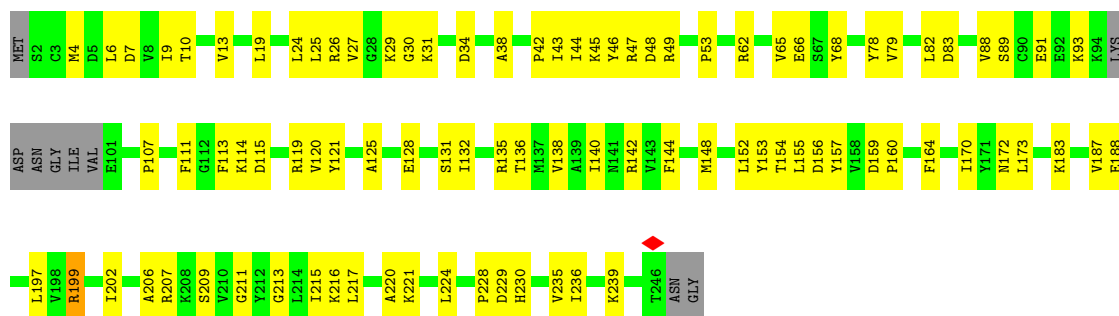 MET S2 C3 M4 D5 L6 D7 V8 I9 T10 V13 L19 L24 L25 R26 V27 G28 K29 G30 K31 D34 A38 P42 I43 I44 K45 Y46 R47 D48 R49 P53 R62 V65 E66 S67 Y68 Y78 V79 L82 D83 V88 S89 C90 E91 E92 K93 K94 LYS
ASP ASN GLY ILE VAL E101 P107 F111 G112 F113 K114 D115 R119 V120 Y121 A125 E128 S131 I132 R135 T136 M137 V138 A139 I140 N141 R142 V143 F144 M148 L152 Y153 T154 L155 D156 Y157 V158 D159 P160 F164 I170 Y171 N172 L173 K183 V187 E188
L197 V198 R199 I202 A206 R207 K208 S209 V210 G211 Y212 G213 L214 I215 K216 L217 A220 K221 L224 P228 D229 H230 V235 I236 K239 T246 ASN GLY